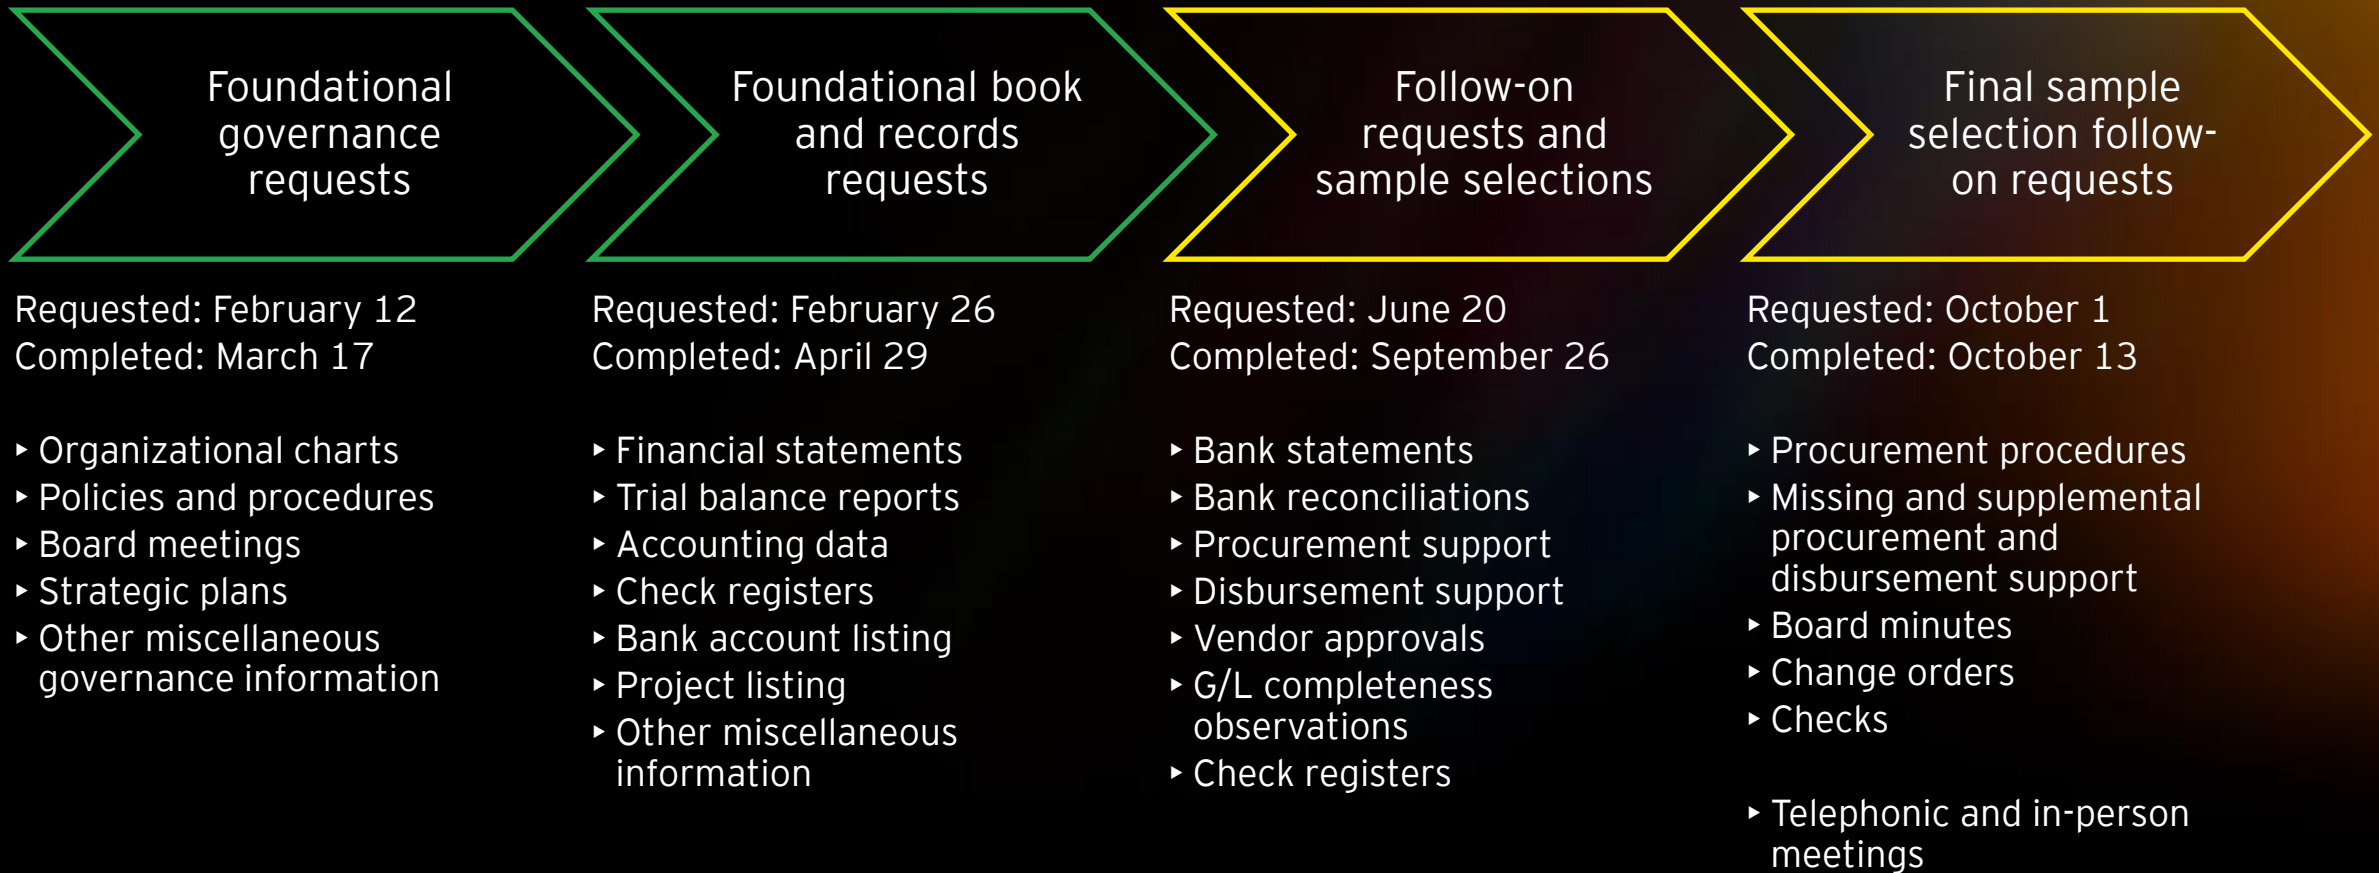 Foundational
governance
requests
Requested: February 12
Completed: March 17
‣ Organizational charts
‣ Policies and procedures
‣ Board meetings
‣ Strategic plans
‣ Other miscellaneous
governance information
Foundational book
and records
requests
Requested: February 26
Completed: April 29
‣ Financial statements
‣ Trial balance reports
‣ Accounting data
‣ Check registers
‣ Bank account listing
‣ Project listing
‣ Other miscellaneous
information
Follow-on
requests and
sample selections
Requested: June 20
Completed: September 26
‣ Bank statements
‣ Bank reconciliations
‣ Procurement support
‣ Disbursement support
‣ Vendor approvals
‣ G/L completeness
observations
‣ Check registers
Final sample
selection follow-
on requests
Requested: October 1
Completed: October 13
‣ Procurement procedures
‣ Missing and supplemental
procurement and
disbursement support
‣ Board minutes
‣ Change orders
‣ Checks
‣ Telephonic and in-person
meetings